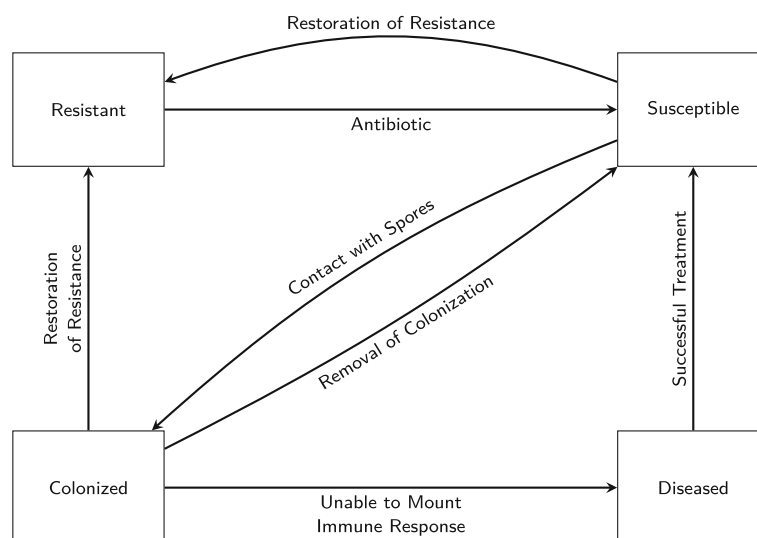 Restoration of Resistance
Resistant
Susceptible
Antibiotic
Contact with Spores
Removal of Colonization
Restoration
of Resistance
Successful Treatment
Colonized
Diseased
Unable to Mount
Immune Response